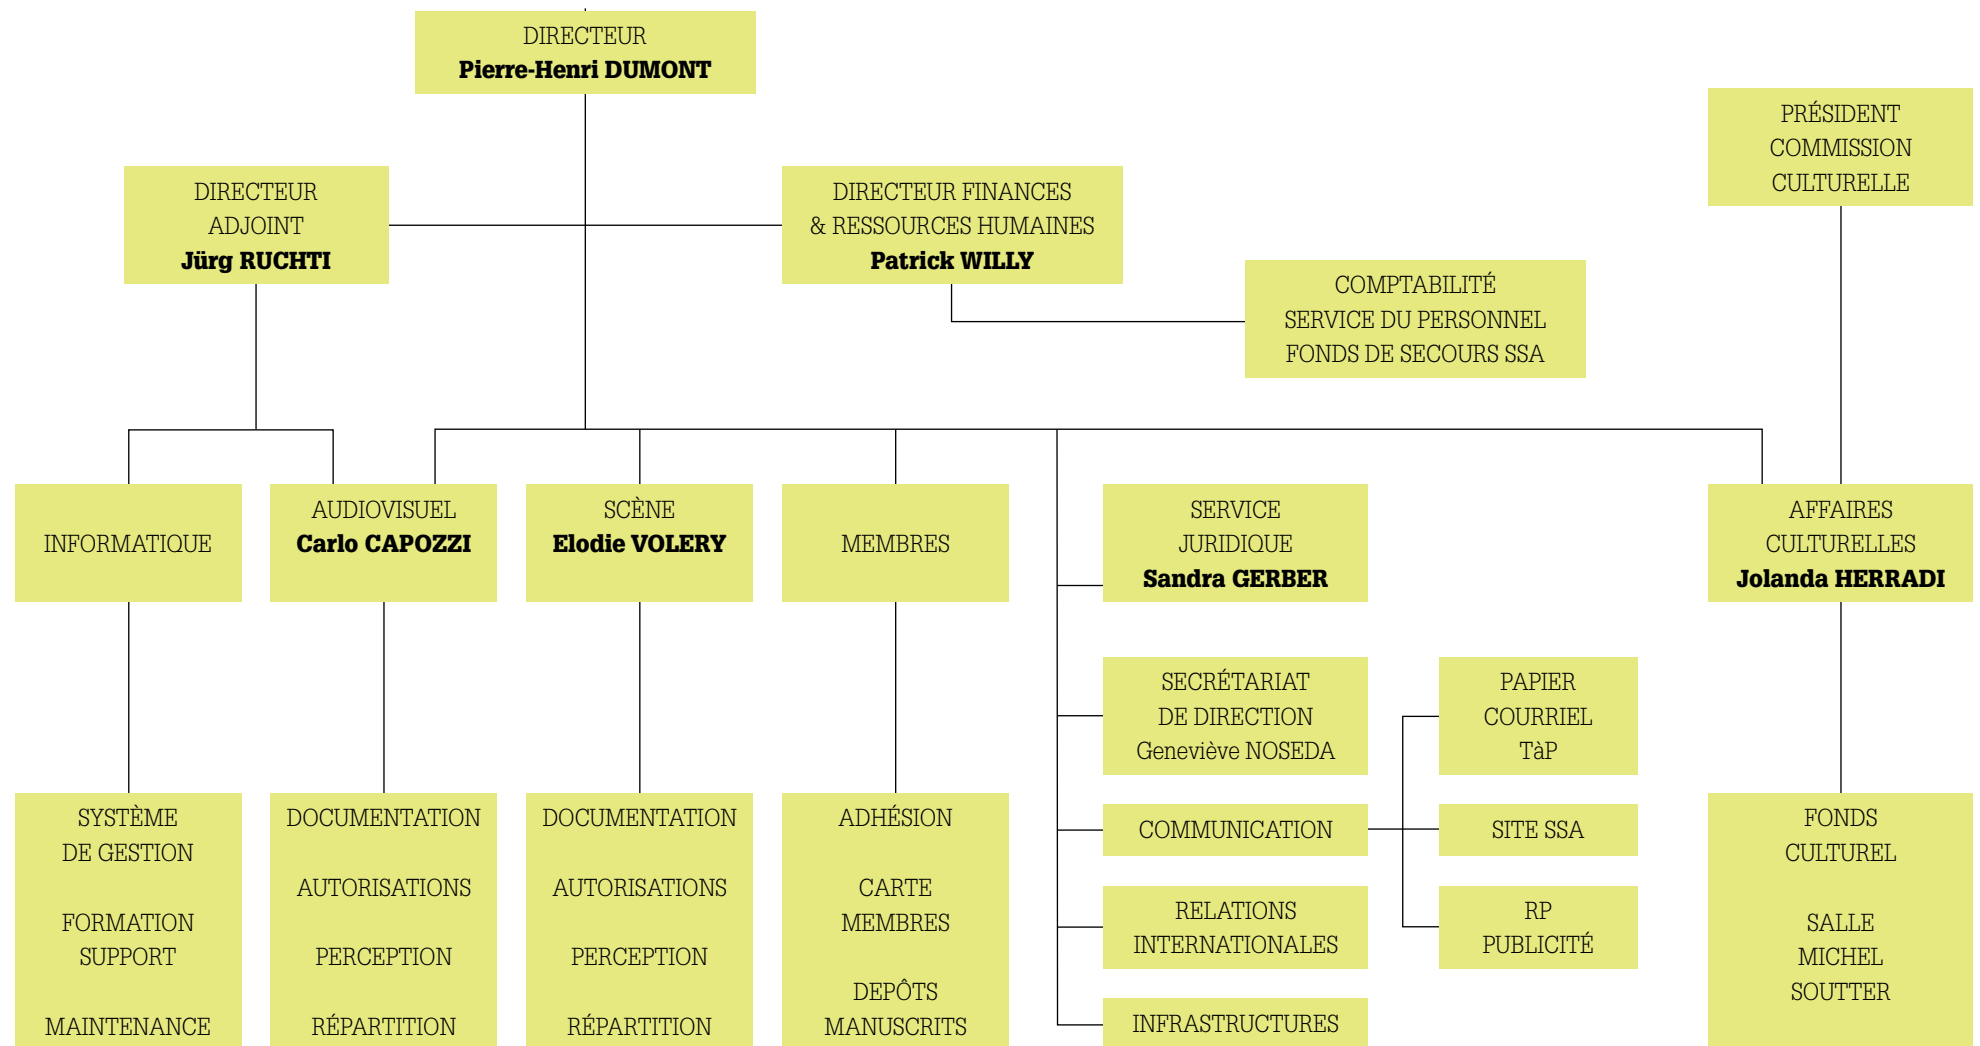 DIRECTEUR
Pierre-Henri DUMONT
PRÉSIDENT
COMMISSION
CULTURELLE
DIRECTEUR
ADJOINT
Jürg RUCHTI
DIRECTEUR FINANCES
& RESSOURCES HUMAINES
Patrick WILLY
COMPTABILITÉ
SERVICE DU PERSONNEL
FONDS DE SECOURS SSA
INFORMATIQUE
AUDIOVISUEL
Carlo CAPOZZI
SCÈNE
Elodie VOLERY
MEMBRES
SERVICE
JURIDIQUE
Sandra GERBER
AFFAIRES
CULTURELLES
Jolanda HERRADI
SECRÉTARIAT
DE DIRECTION
Geneviève NOSEDA
PAPIER
COURRIEL
TàP
SYSTÈME
DE GESTION
FORMATION
SUPPORT
MAINTENANCE
DOCUMENTATION
AUTORISATIONS
PERCEPTION
RÉPARTITION
DOCUMENTATION
AUTORISATIONS
PERCEPTION
RÉPARTITION
ADHÉSION
CARTE
MEMBRES
DEPÔTS
MANUSCRITS
COMMUNICATION
SITE SSA
RELATIONS
INTERNATIONALES
RP
PUBLICITÉ
INFRASTRUCTURES
FONDS
CULTUREL
SALLE
MICHEL
SOUTTER